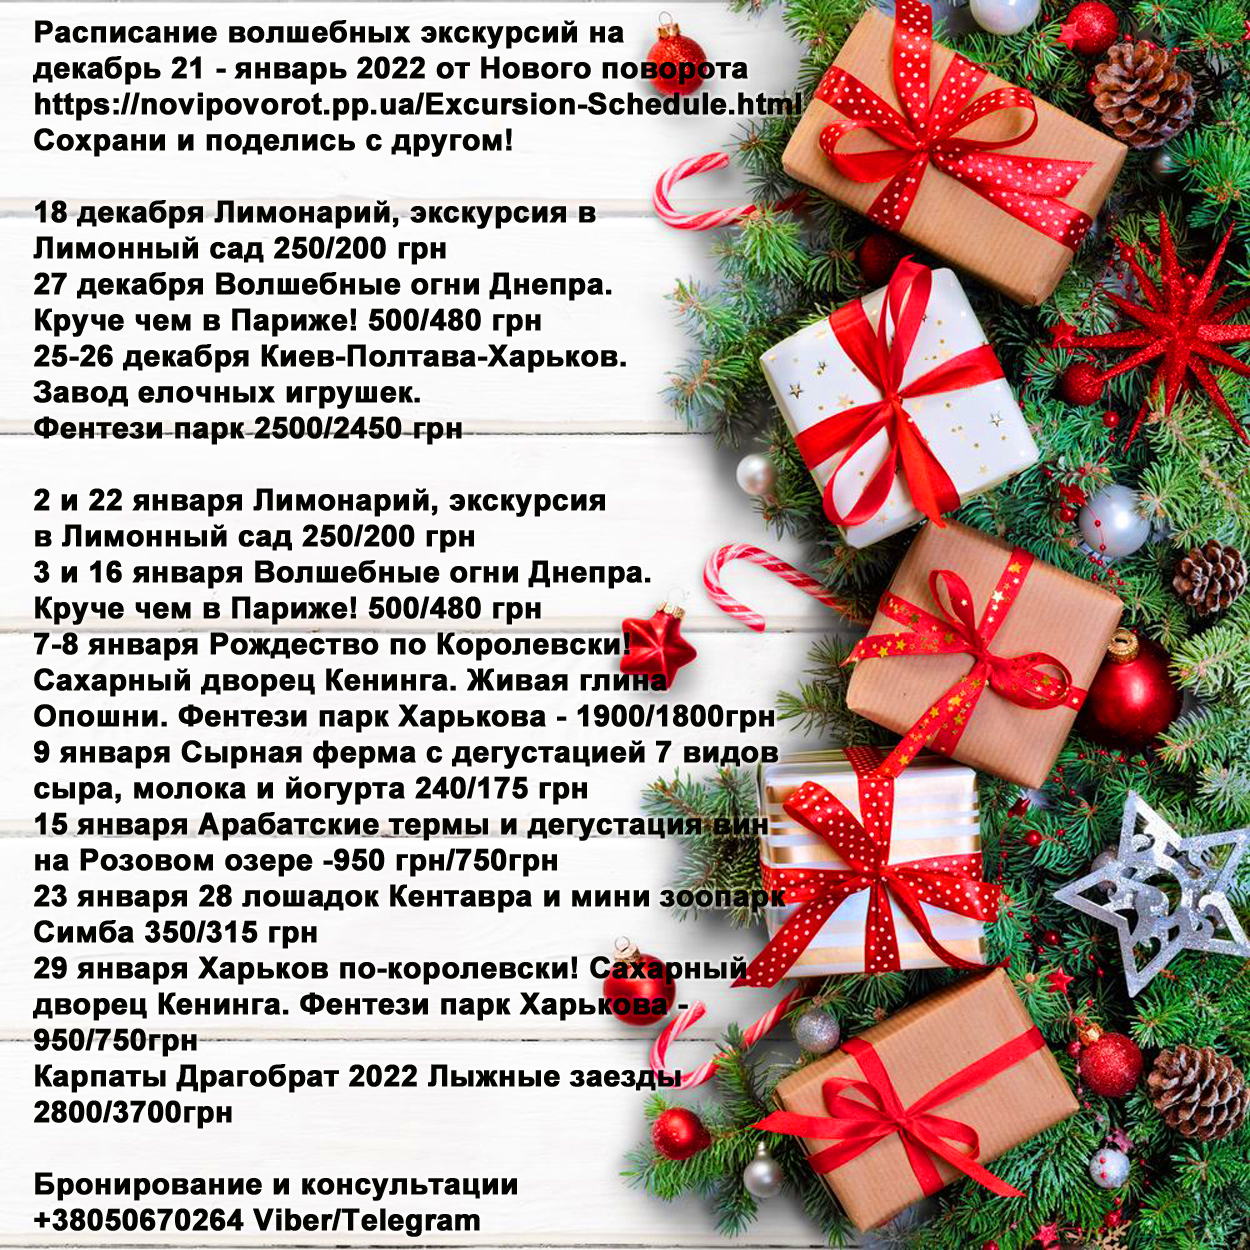 Расписание волшебных экскурсий на
декабрь 21 - январь 2022 от Нового поворота
https://novipovorot.pp.ua/Excursion-Schedule.html
Сохрани и поделись с другом!
18 декабря Лимонарий, экскурсия в
Лимонный сад 250/200 грн
27 декабря Волшебные огни Днепра.
Круче чем в Париже! 500/480 грн
25-26 декабря Киев-Полтава-Харьков.
Завод елочных игрушек.
Фентези парк 2500/2450 грн
2 и 22 января Лимонарий, экскурсия
в Лимонный сад 250/200 грн
3 и 16 января Волшебные огни Днепра.
Круче чем в Париже! 500/480 грн
7-8 января Рождество по Королевски!
Сахарный дворец Кенинга. Живая глина
Опошни. Фентези парк Харькова - 1900/1800грн
9 января Сырная ферма с дегустацией 7 видов
сыра, молока и йогурта 240/175 грн
15 января Арабатские термы и дегустация вин
на Розовом озере -950 грн/750грн
23 января 28 лошадок Кентавра и мини зоопарк
Симба 350/315 грн
29 января Харьков по-королевски! Сахарный
дворец Кенинга. Фентези парк Харькова -
950/750грн
Карпаты Драгобрат 2022 Лыжные заезды
2800/3700грн
Бронирование и консультации
+38050670264 Viber/Telegram